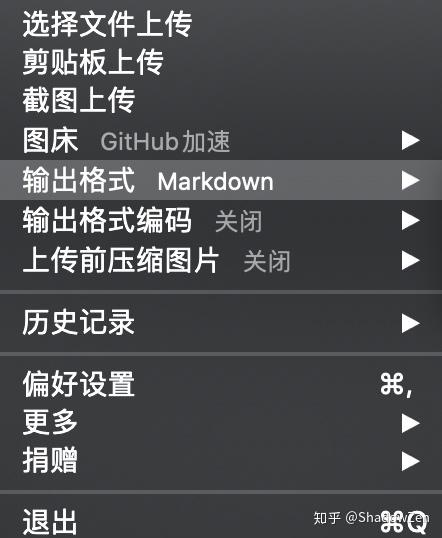 选择文件上传
剪贴板上传
截图上传
图床 GitHub加速
输出格式 Markdown
输出格式编码 关闭
上传前压缩图片 关闭
历史记录
偏好设置 ⌘,
更多
捐赠
退出 ⌘Q
知乎 @ShadowZen